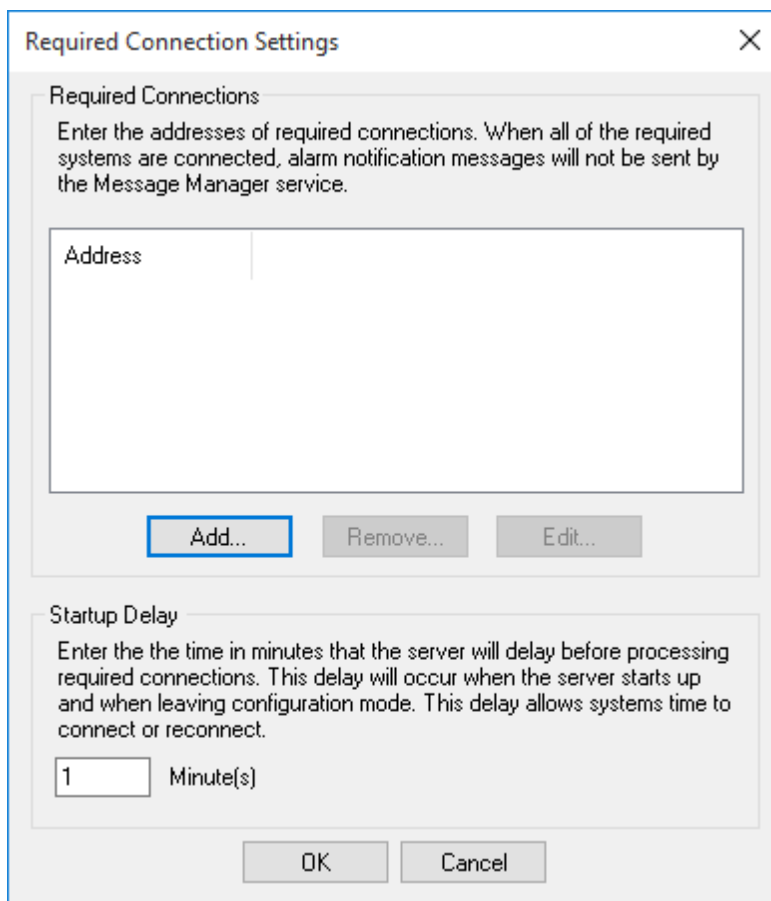 Required Connection Settings
Required Connections
Enter the addresses of required connections. When all of the required
systems are connected, alarm notification messages will not be sent by
the Message Manager service.
Address
Add... Remove... Edit...
Startup Delay
Enter the the time in minutes that the server will delay before processing
required connections. This delay will occur when the server starts up
and when leaving configuration mode. This delay allows systems time to
connect or reconnect.
1 Minute(s)
OK Cancel